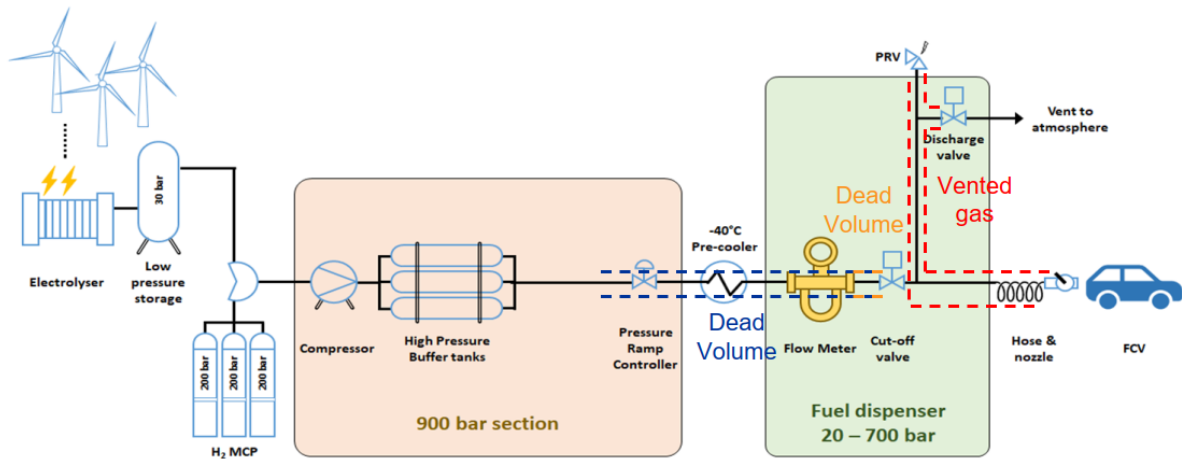 PRV
Vent to
atmosphere
Discharge
valve
30 bar
Dead
Volume
Vented
gas
-40°C
Pre-cooler
Electrolyser
Low
pressure
storage
Compressor
High Pressure
Buffer tanks
Pressure
Ramp
Controller
Dead
Volume
Flow Meter
Cut-off
valve
Hose &
nozzle
FCV
200 bar
200 bar
200 bar
H₂ MCP
900 bar section
Fuel dispenser
20 – 700 bar